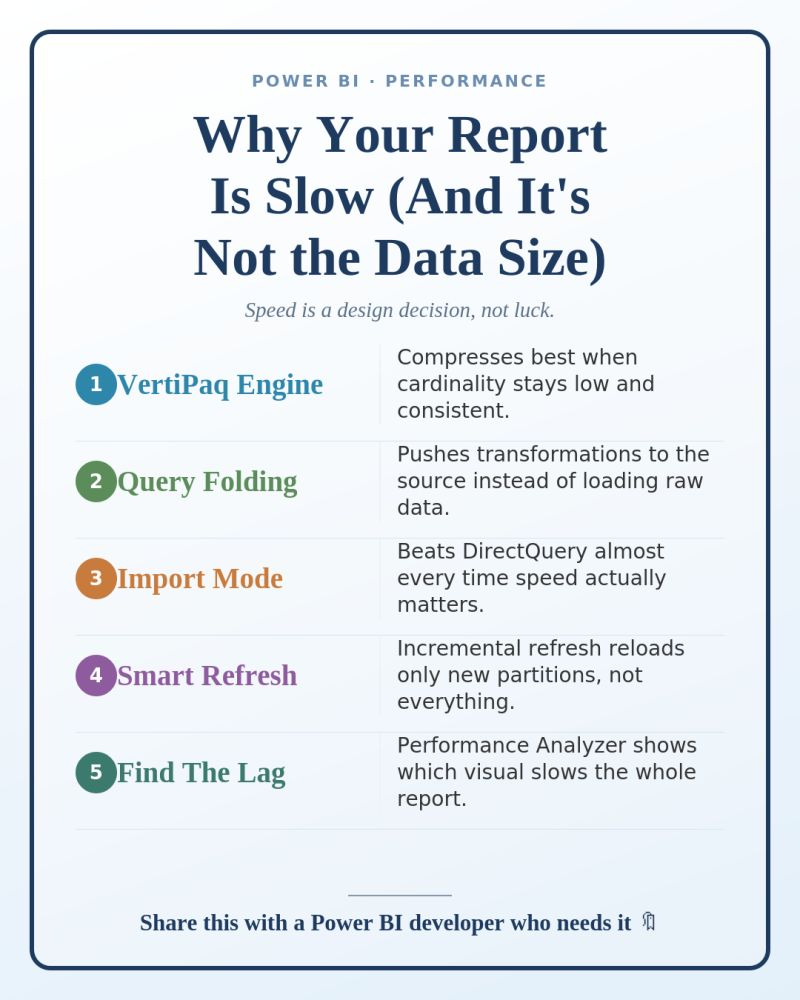 POWER BI · PERFORMANCE
Why Your Report
Is Slow (And It's
Not the Data Size)
Speed is a design decision, not luck.
1 VertiPaq Engine
Compresses best when
cardinality stays low and
consistent.
2 Query Folding
Pushes transformations to the
source instead of loading raw
data.
3 Import Mode
Beats DirectQuery almost
every time speed actually
matters.
4 Smart Refresh
Incremental refresh reloads
only new partitions, not
everything.
5 Find The Lag
Performance Analyzer shows
which visual slows the whole
report.
Share this with a Power BI developer who needs it 🔖